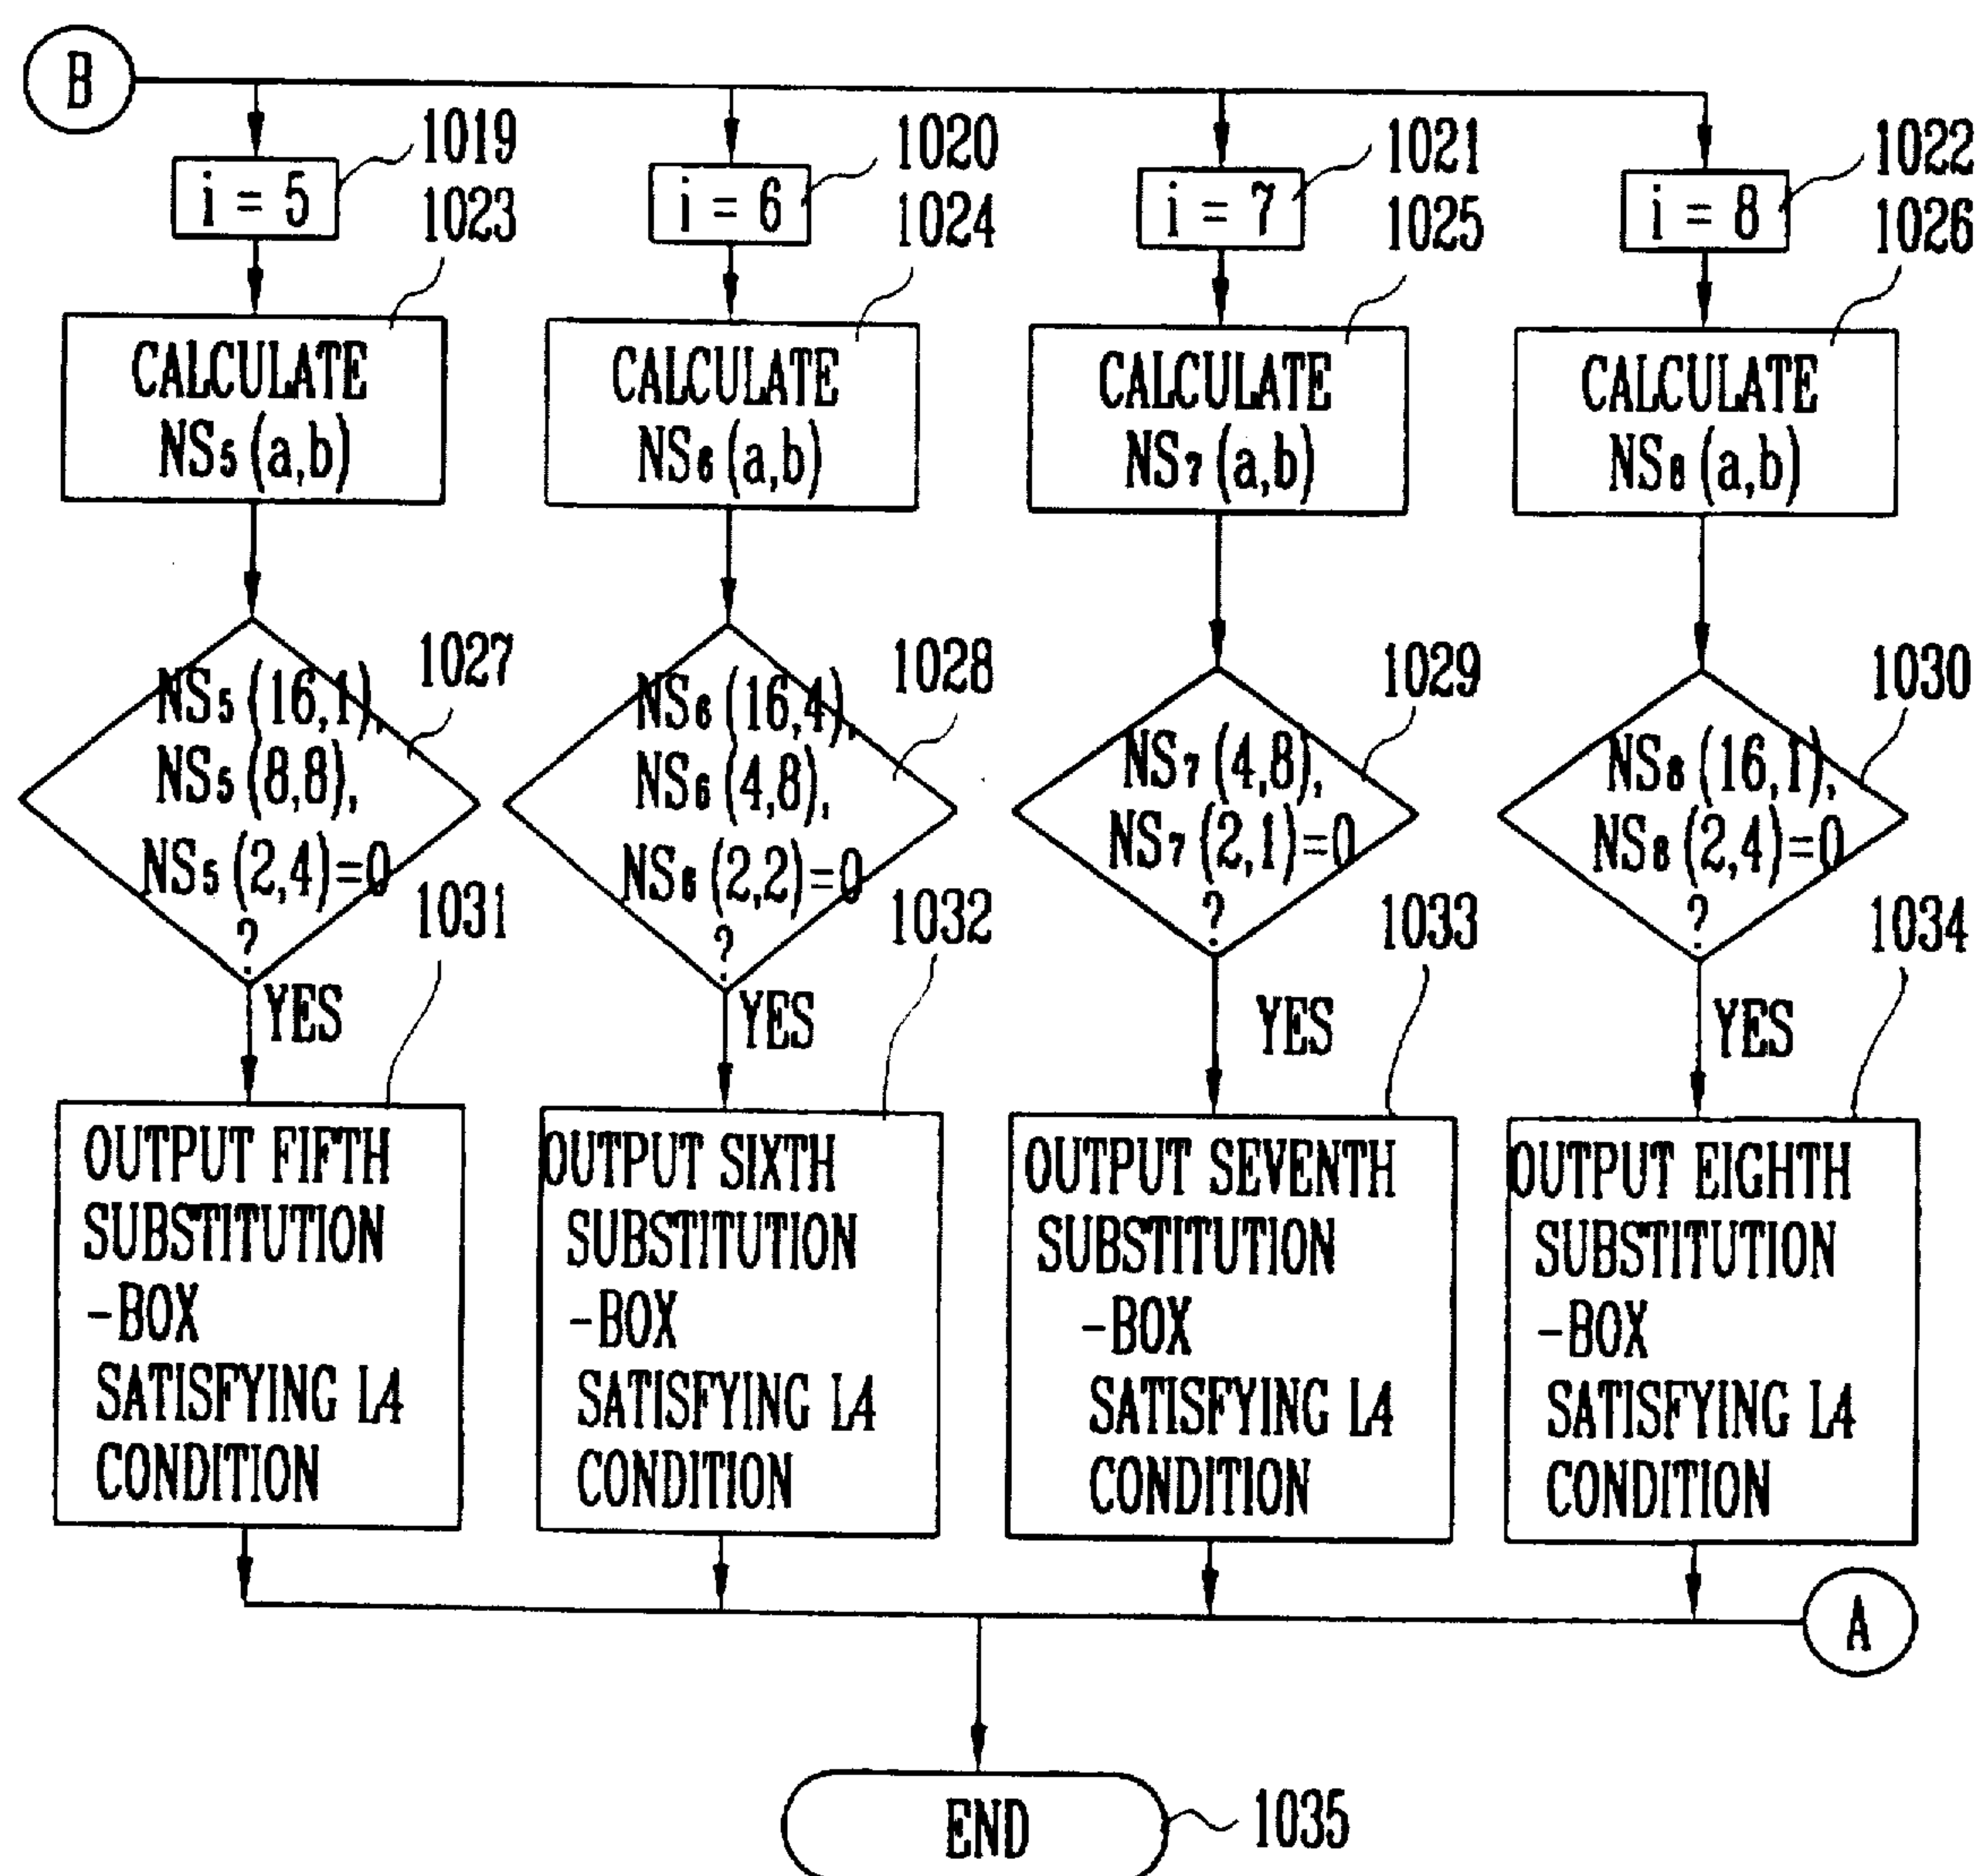 B
i = 5
1019
1023
CALCULATE
NS5 (a,b)
NS5 (16,1),
NS5 (8,8),
NS5 (2,4)=0
?
1027
YES
1031
OUTPUT FIFTH
SUBSTITUTION
-BOX
SATISFYING L4
CONDITION
i = 6
1020
1024
CALCULATE
NS6 (a,b)
NS6 (16,4),
NS6 (4,8),
NS6 (2,2)=0
?
1028
YES
1032
OUTPUT SIXTH
SUBSTITUTION
-BOX
SATISFYING L4
CONDITION
i = 7
1021
1025
CALCULATE
NS7 (a,b)
NS7 (4,8),
NS7 (2,1)=0
?
1029
YES
1033
OUTPUT SEVENTH
SUBSTITUTION
-BOX
SATISFYING L4
CONDITION
i = 8
1022
1026
CALCULATE
NS8 (a,b)
NS8 (16,1),
NS8 (2,4)=0
?
1030
YES
1034
OUTPUT EIGHTH
SUBSTITUTION
-BOX
SATISFYING L4
CONDITION
A
END
1035